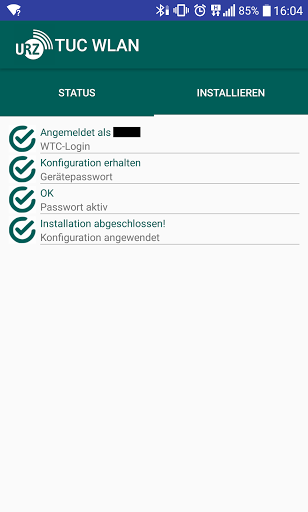 85% 16:04
URZ TUC WLAN
STATUS INSTALLIEREN
Angemeldet als
WTC-Login
Konfiguration erhalten
Gerätepasswort
OK
Passwort aktiv
Installation abgeschlossen!
Konfiguration angewendet